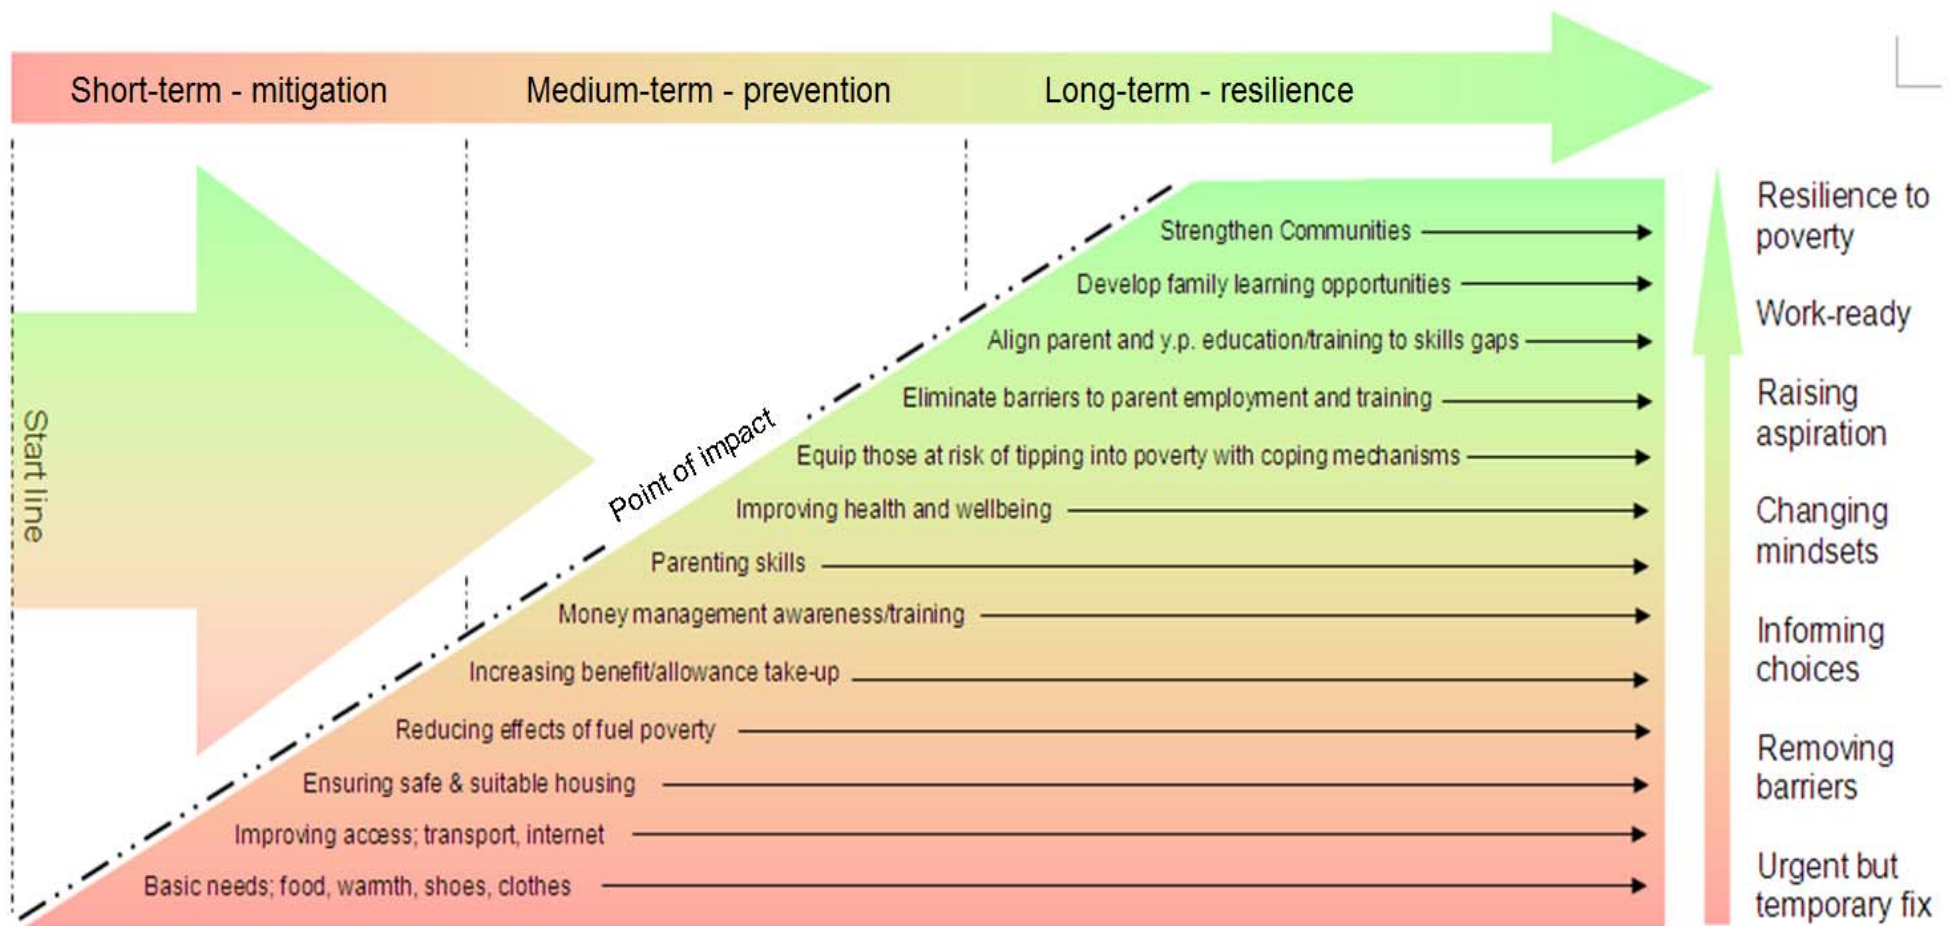 Short-term - mitigation
Medium-term - prevention
Long-term - resilience
Start line
Point of impact
Strengthen Communities
Develop family learning opportunities
Align parent and y.p. education/training to skills gaps
Eliminate barriers to parent employment and training
Equip those at risk of tipping into poverty with coping mechanisms
Improving health and wellbeing
Parenting skills
Money management awareness/training
Increasing benefit/allowance take-up
Reducing effects of fuel poverty
Ensuring safe & suitable housing
Improving access; transport, internet
Basic needs; food, warmth, shoes, clothes
Resilience to
poverty
Work-ready
Raising
aspiration
Changing
mindsets
Informing
choices
Removing
barriers
Urgent but
temporary fix